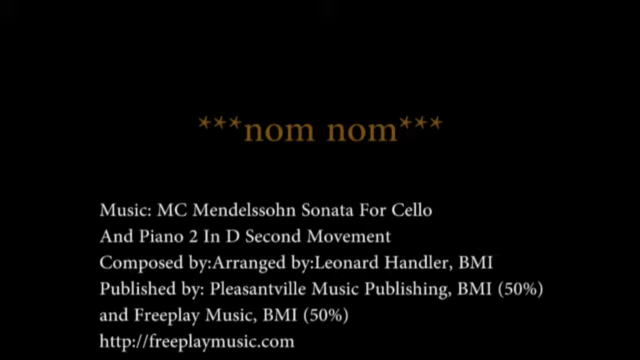 ***nom nom***
Music: MC Mendelssohn Sonata For Cello
And Piano 2 In D Second Movement
Composed by:Arranged by:Leonard Handler, BMI
Published by: Pleasantville Music Publishing, BMI (50%)
and Freeplay Music, BMI (50%)
http://freeplaymusic.com